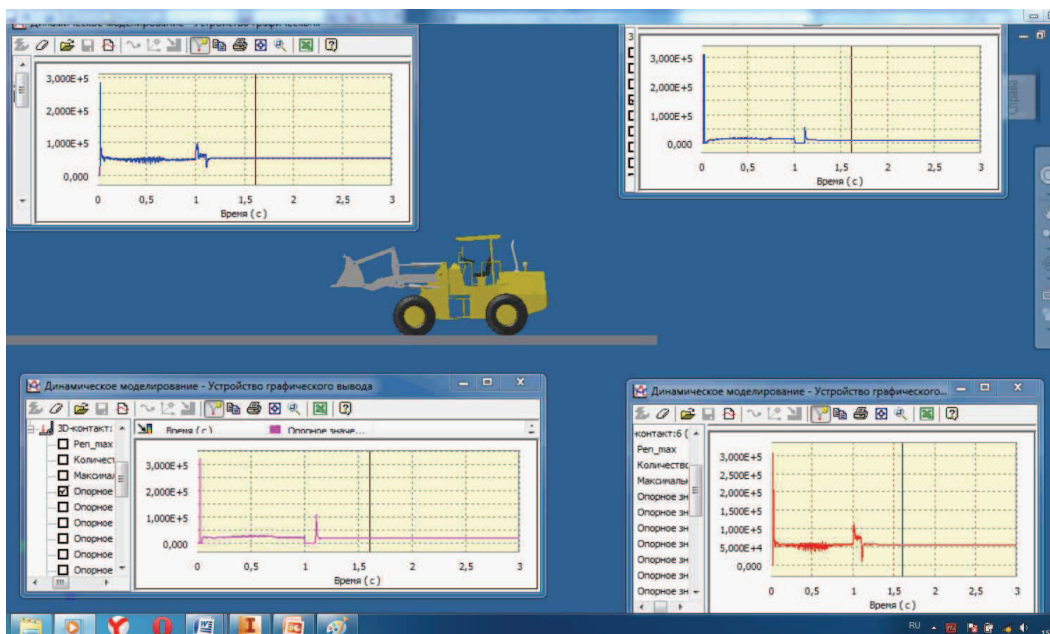 Динамическое моделирование - Устройство графического...
3,000E+5
2,000E+5
1,000E+5
0,000
0 0,5 1 1,5 2 2,5 3
Время ( с )
3,000E+5
2,000E+5
1,000E+5
0,000
0 0,5 1 1,5 2 2,5 3
Время ( с )
Справа
Динамическое моделирование - Устройство графического вывода
3D-контакт:
Время ( с ) Опорное значе...
Pen_max
Количест
Максимал
Опорное
Опорное
Опорное
Опорное
Опорное
Опорное
3,000E+5
2,000E+5
1,000E+5
0,000
0 0,5 1 1,5 2 2,5 3
Время ( с )
Динамическое моделирование - Устройство графического...
контакт:6 (
Pen_max
Количество
Максималь
Опорное зн
Опорное зн
Опорное зн
Опорное зн
Опорное зн
Опорное зн
Опорное зн
3,000E+5
2,500E+5
2,000E+5
1,500E+5
1,000E+5
5,000E+4
0,000
0 0,5 1 1,5 2 2,5 3
Время ( с )
RU